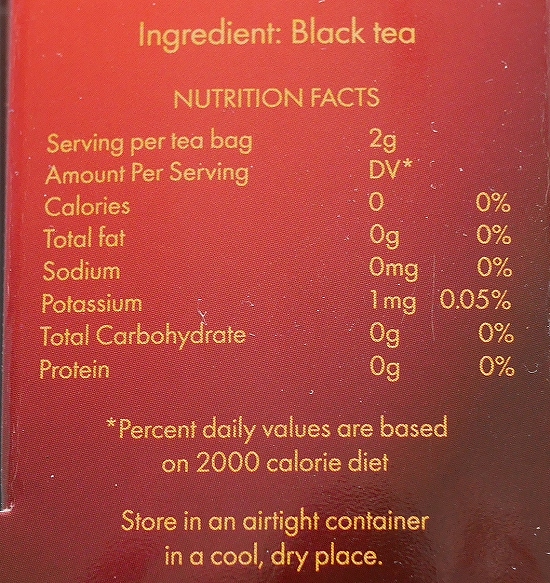 Ingredient: Black tea
NUTRITION FACTS
Serving per tea bag 2g
Amount Per Serving DV*
Calories 0 0%
Total fat 0g 0%
Sodium 0mg 0%
Potassium 1mg 0.05%
Total Carbohydrate 0g 0%
Protein 0g 0%
*Percent daily values are based
on 2000 calorie diet
Store in an airtight container
in a cool, dry place.